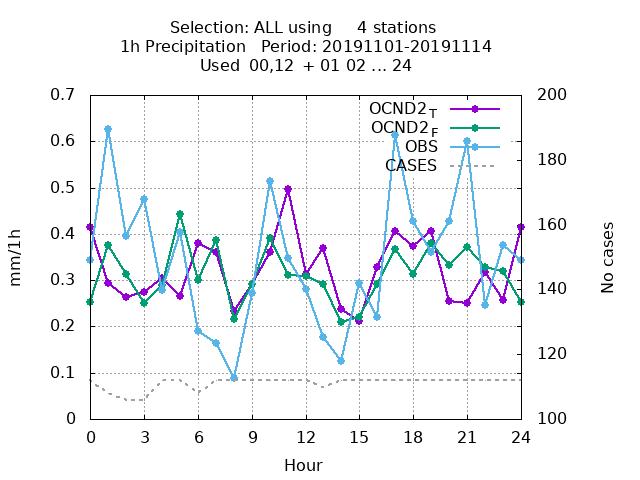 Selection: ALL using     4 stations
1h Precipitation   Period: 20191101-20191114
Used  00,12  + 01 02 ... 24
OCND2T
OCND2F
OBS
CASES
0.7
0.6
0.5
0.4
0.3
0.2
0.1
0
mm/1h
200
180
160
140
120
100
No cases
0 3 6 9 12 15 18 21 24
Hour